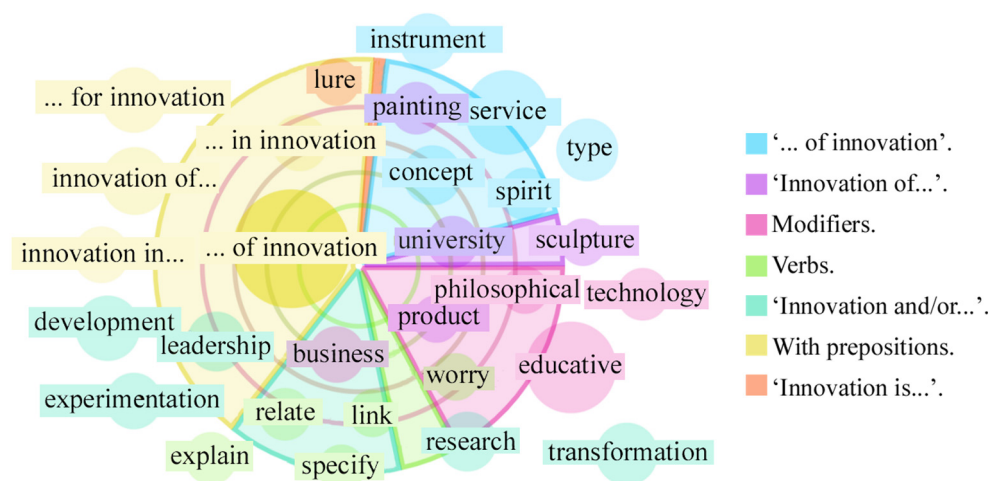 instrument
lure
... for innovation
painting
service
... in innovation
type
concept
innovation of...
spirit
university
sculpture
... of innovation
innovation in...
philosophical
technology
product
development
leadership
business
educative
worry
experimentation
relate
link
research
explain
specify
transformation
‘... of innovation’.
‘Innovation of...’.
Modifiers.
Verbs.
‘Innovation and/or...’.
With prepositions.
‘Innovation is...’.